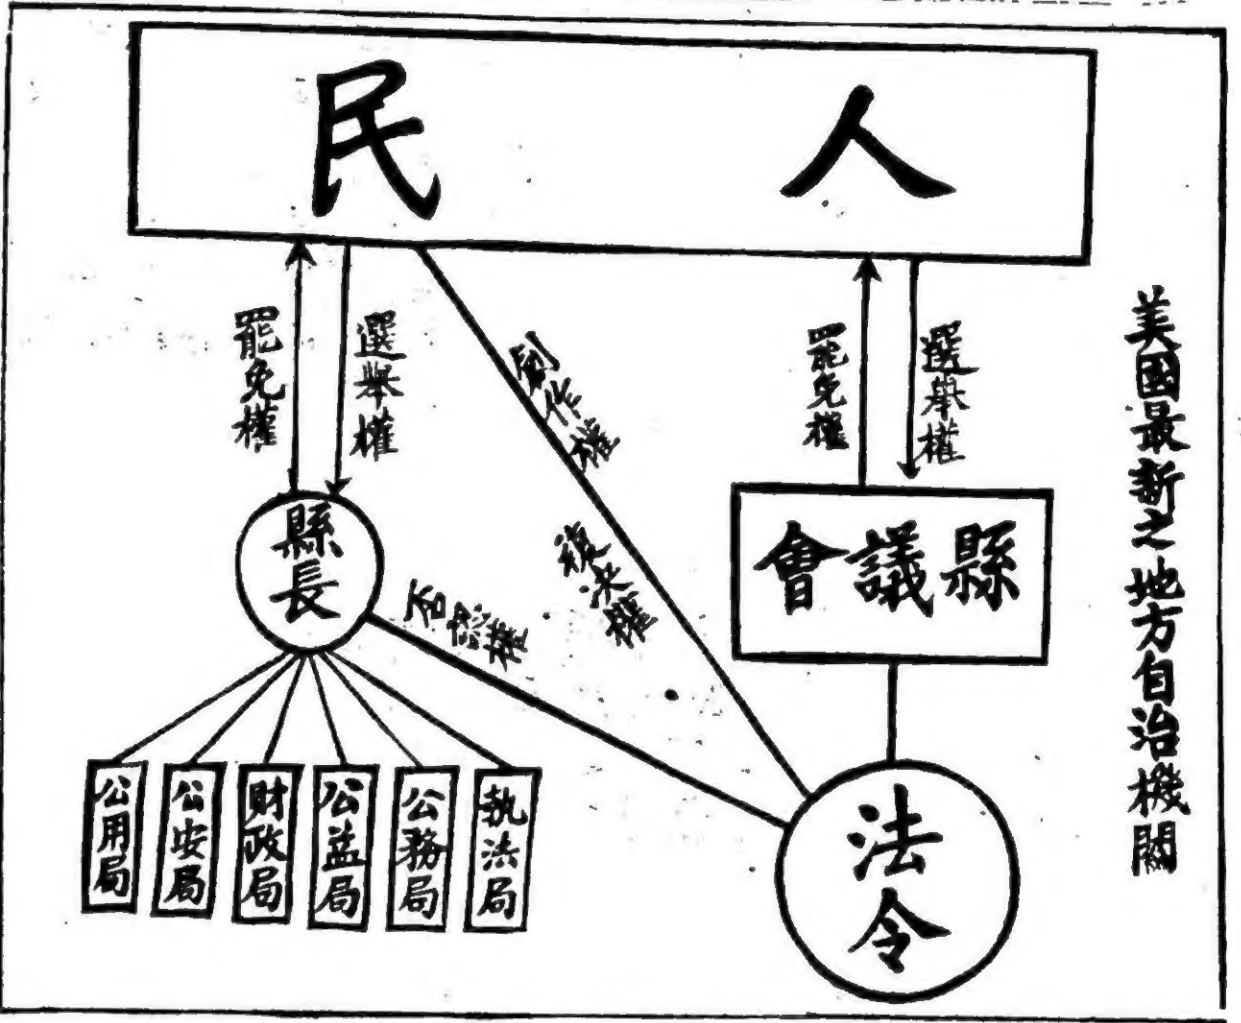 美國最新之地方自治機關
人民
選舉權
罷免權
選舉權
罷免權
創作權
複決權
否認權
縣議會
縣長
法令
執法局
公務局
公益局
財政局
公安局
公用局